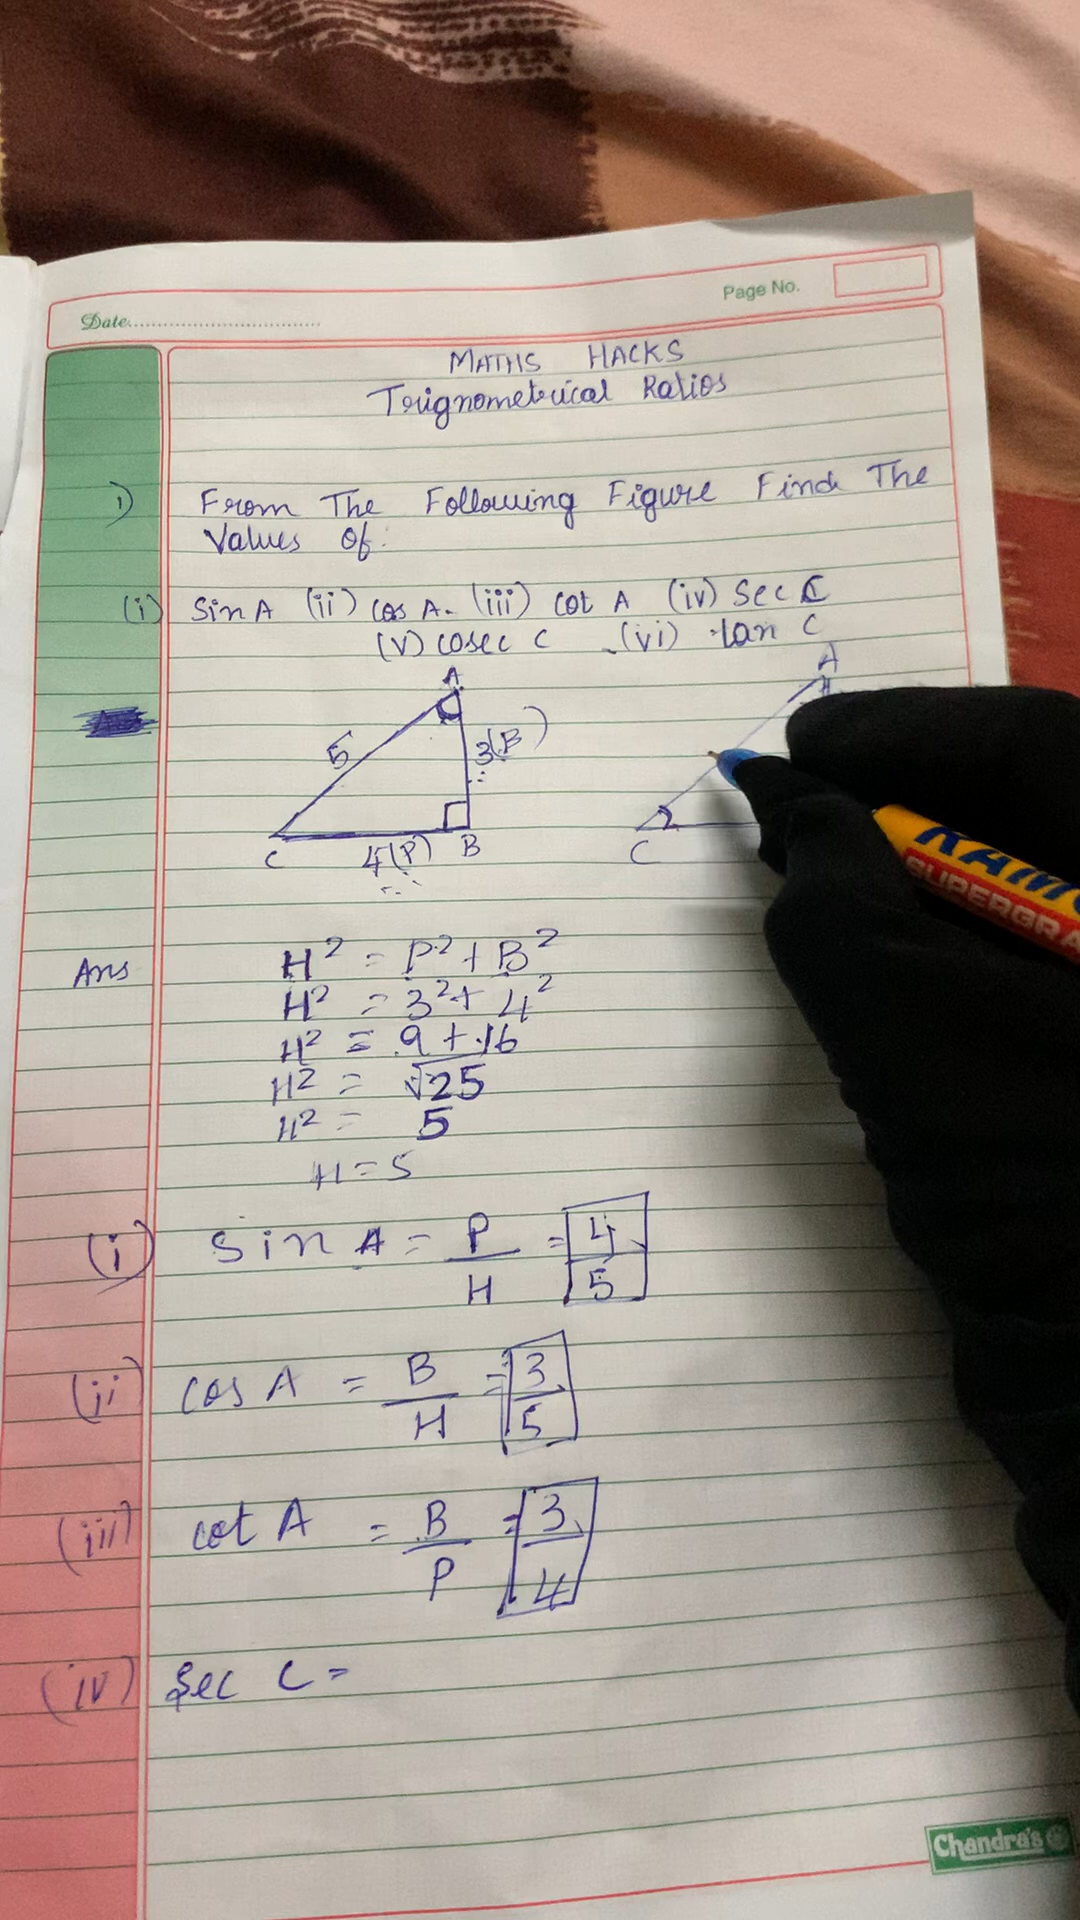 Page No.
Date.................................
MATHS HACKS
Trignometrical Ratios
1) From The Following Figure Find The
Values Of:
(i) Sin A (ii) Cos A. (iii) Cot A (iv) Sec C
(v) Cosec C (vi) tan C
A
5
3(B)
C
4(P)
B
A
C
Ans
H² = P² + B²
H² = 3² + 4²
H² = 9 + 16
H² = √25
H² = 5
H = 5
(i) Sin A = P/H = 4/5
(ii) Cos A = B/H = 3/5
(iii) Cot A = B/P = 3/4
(iv) Sec C =
SUPERGRA
Chandra's